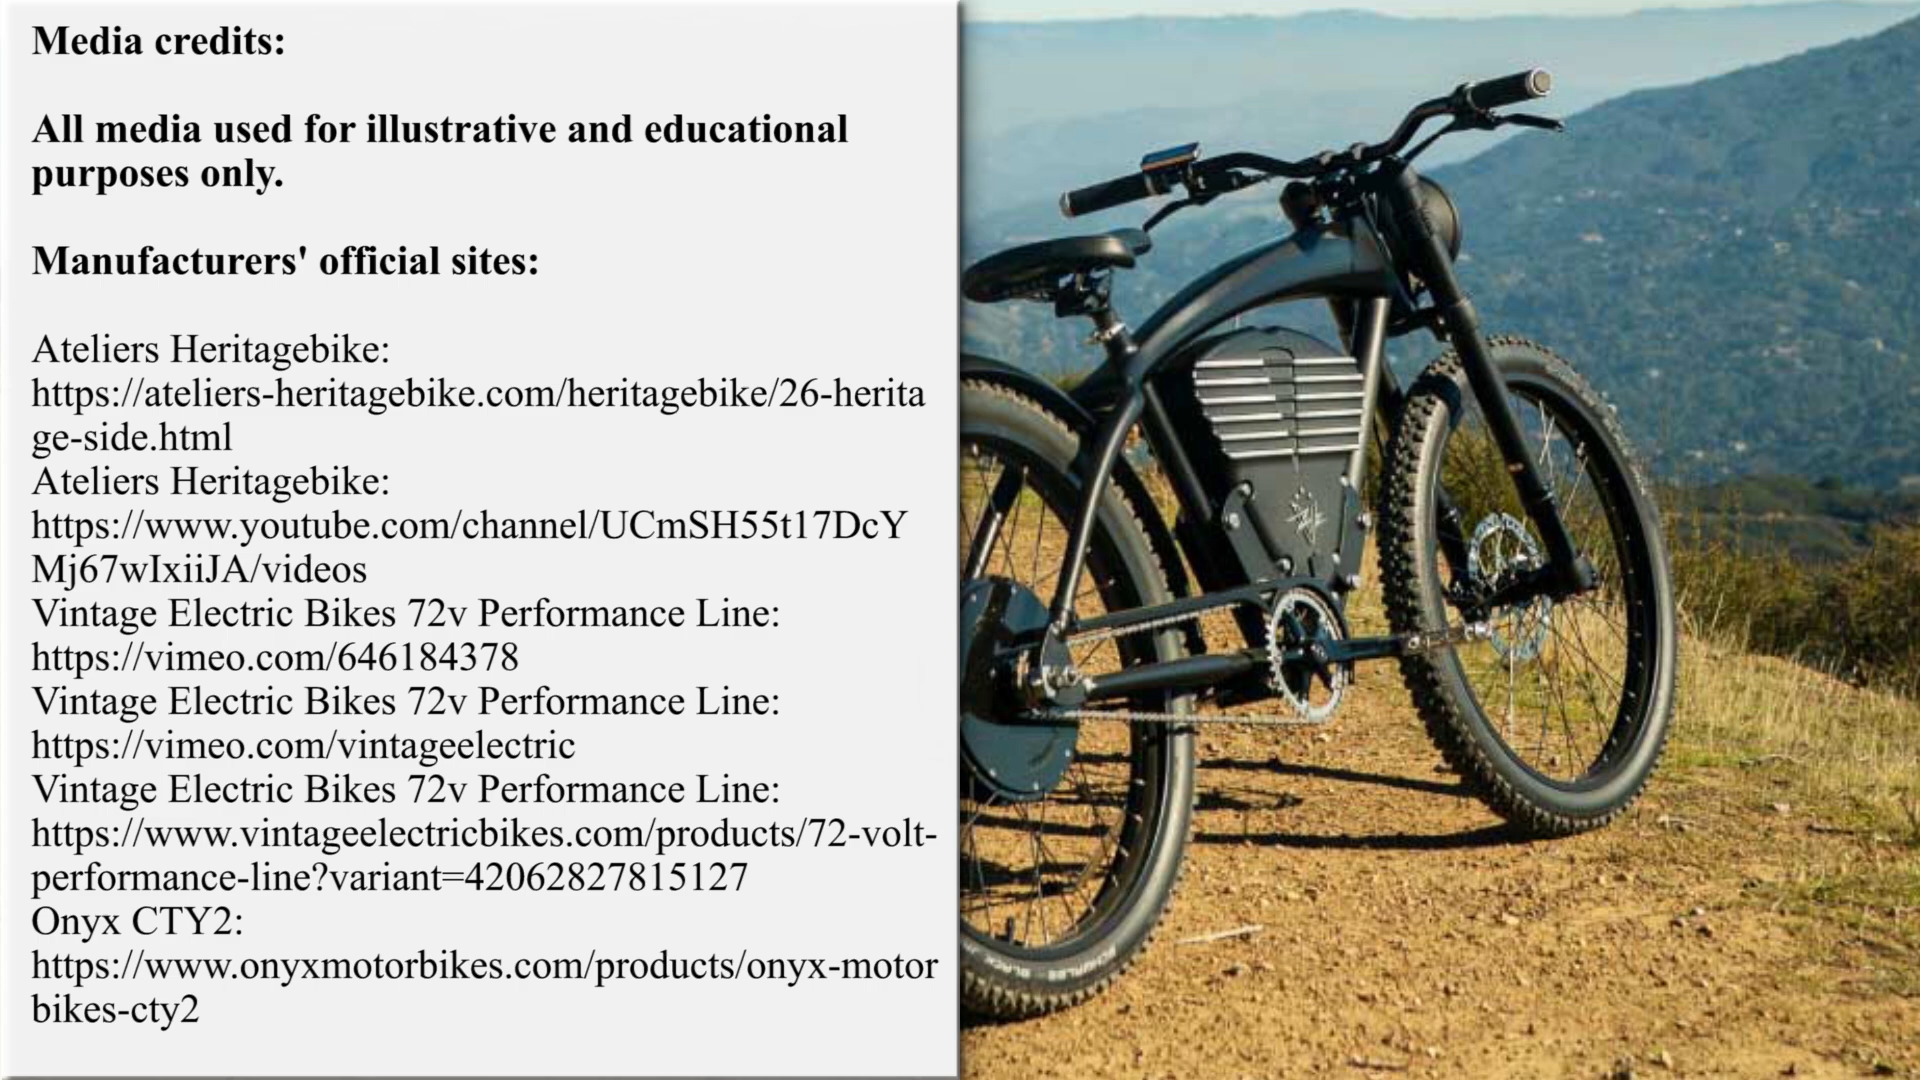 Media credits:
All media used for illustrative and educational
purposes only.
Manufacturers' official sites:
Ateliers Heritagebike:
https://ateliers-heritagebike.com/heritagebike/26-herita
ge-side.html
Ateliers Heritagebike:
https://www.youtube.com/channel/UCmSH55t17DcY
Mj67wIxiiJA/videos
Vintage Electric Bikes 72v Performance Line:
https://vimeo.com/646184378
Vintage Electric Bikes 72v Performance Line:
https://vimeo.com/vintageelectric
Vintage Electric Bikes 72v Performance Line:
https://www.vintageelectricbikes.com/products/72-volt-
performance-line?variant=42062827815127
Onyx CTY2:
https://www.onyxmotorbikes.com/products/onyx-motor
bikes-cty2